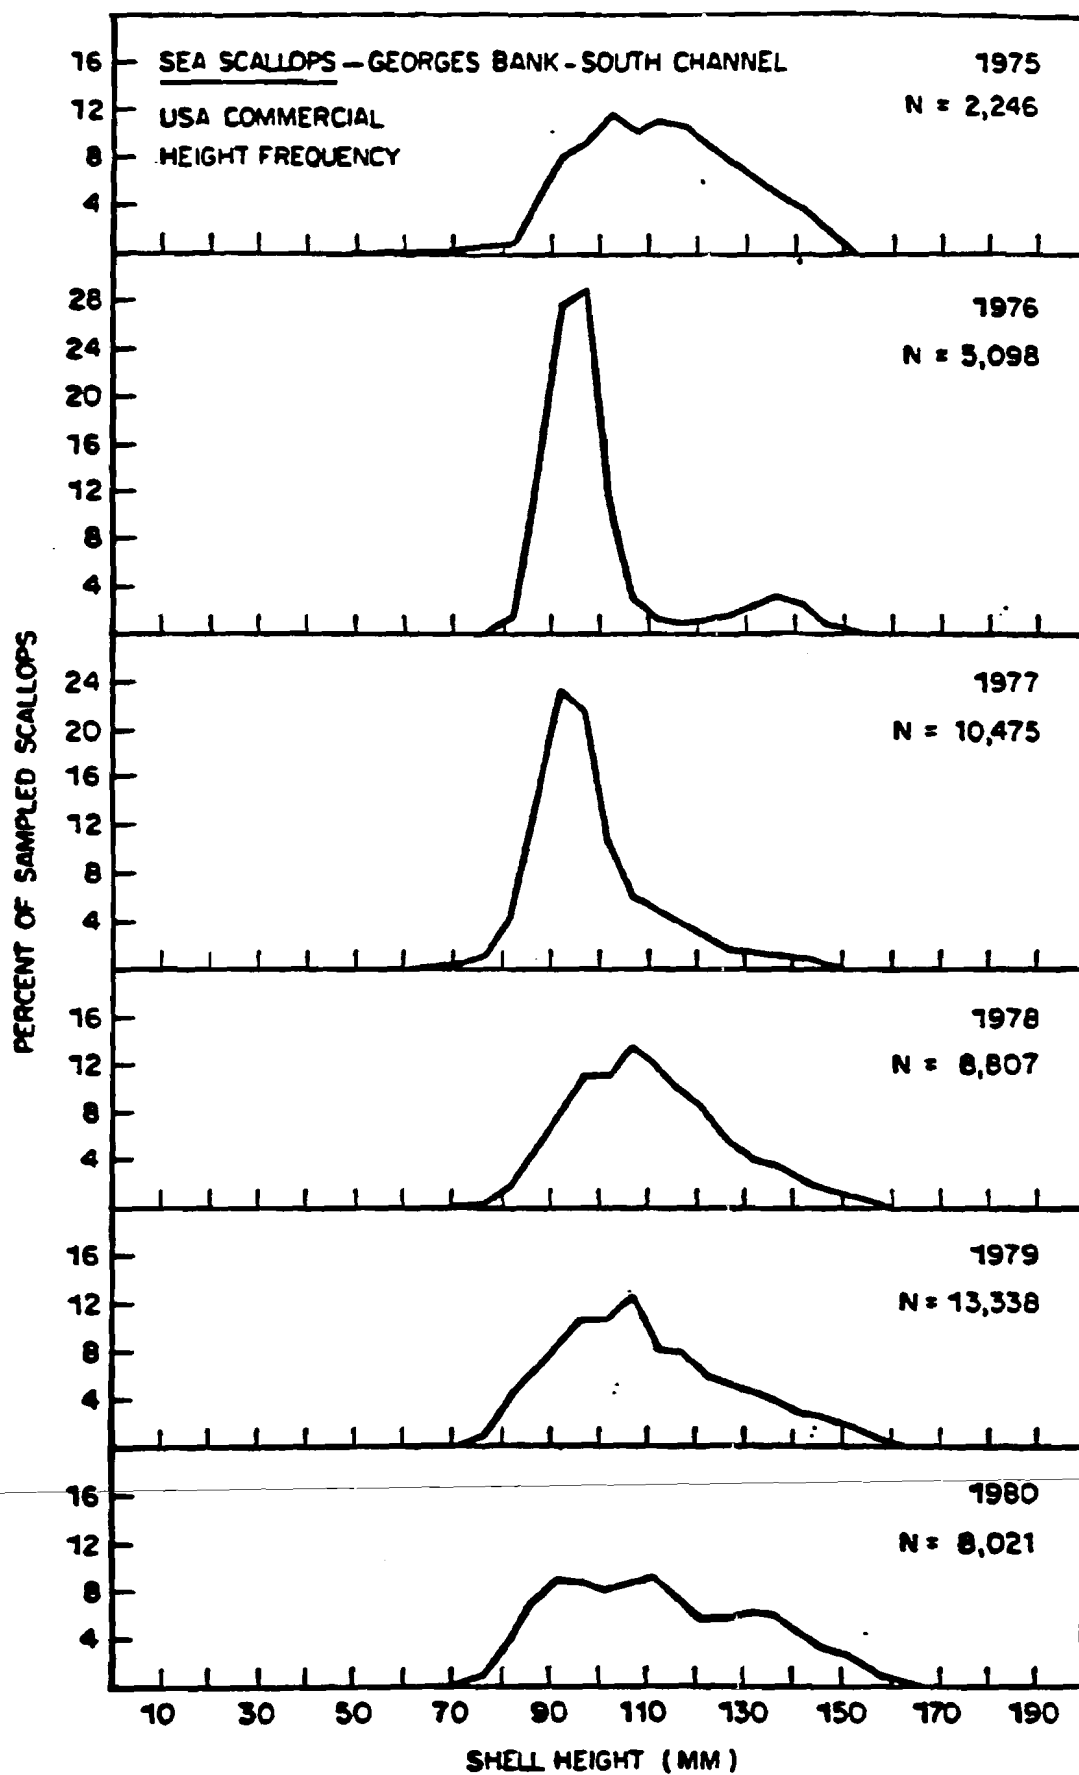 SEA SCALLOPS – GEORGES BANK - SOUTH CHANNEL
USA COMMERCIAL
HEIGHT FREQUENCY
1975
N = 2,246
16
12
8
4
1976
N = 5,098
28
24
20
16
12
8
4
1977
N = 10,475
24
20
16
12
8
4
1978
N = 8,807
16
12
8
4
1979
N = 13,338
16
12
8
4
1980
N = 8,021
16
12
8
4
PERCENT OF SAMPLED SCALLOPS
10 30 50 70 90 110 130 150 170 190
SHELL HEIGHT (MM)